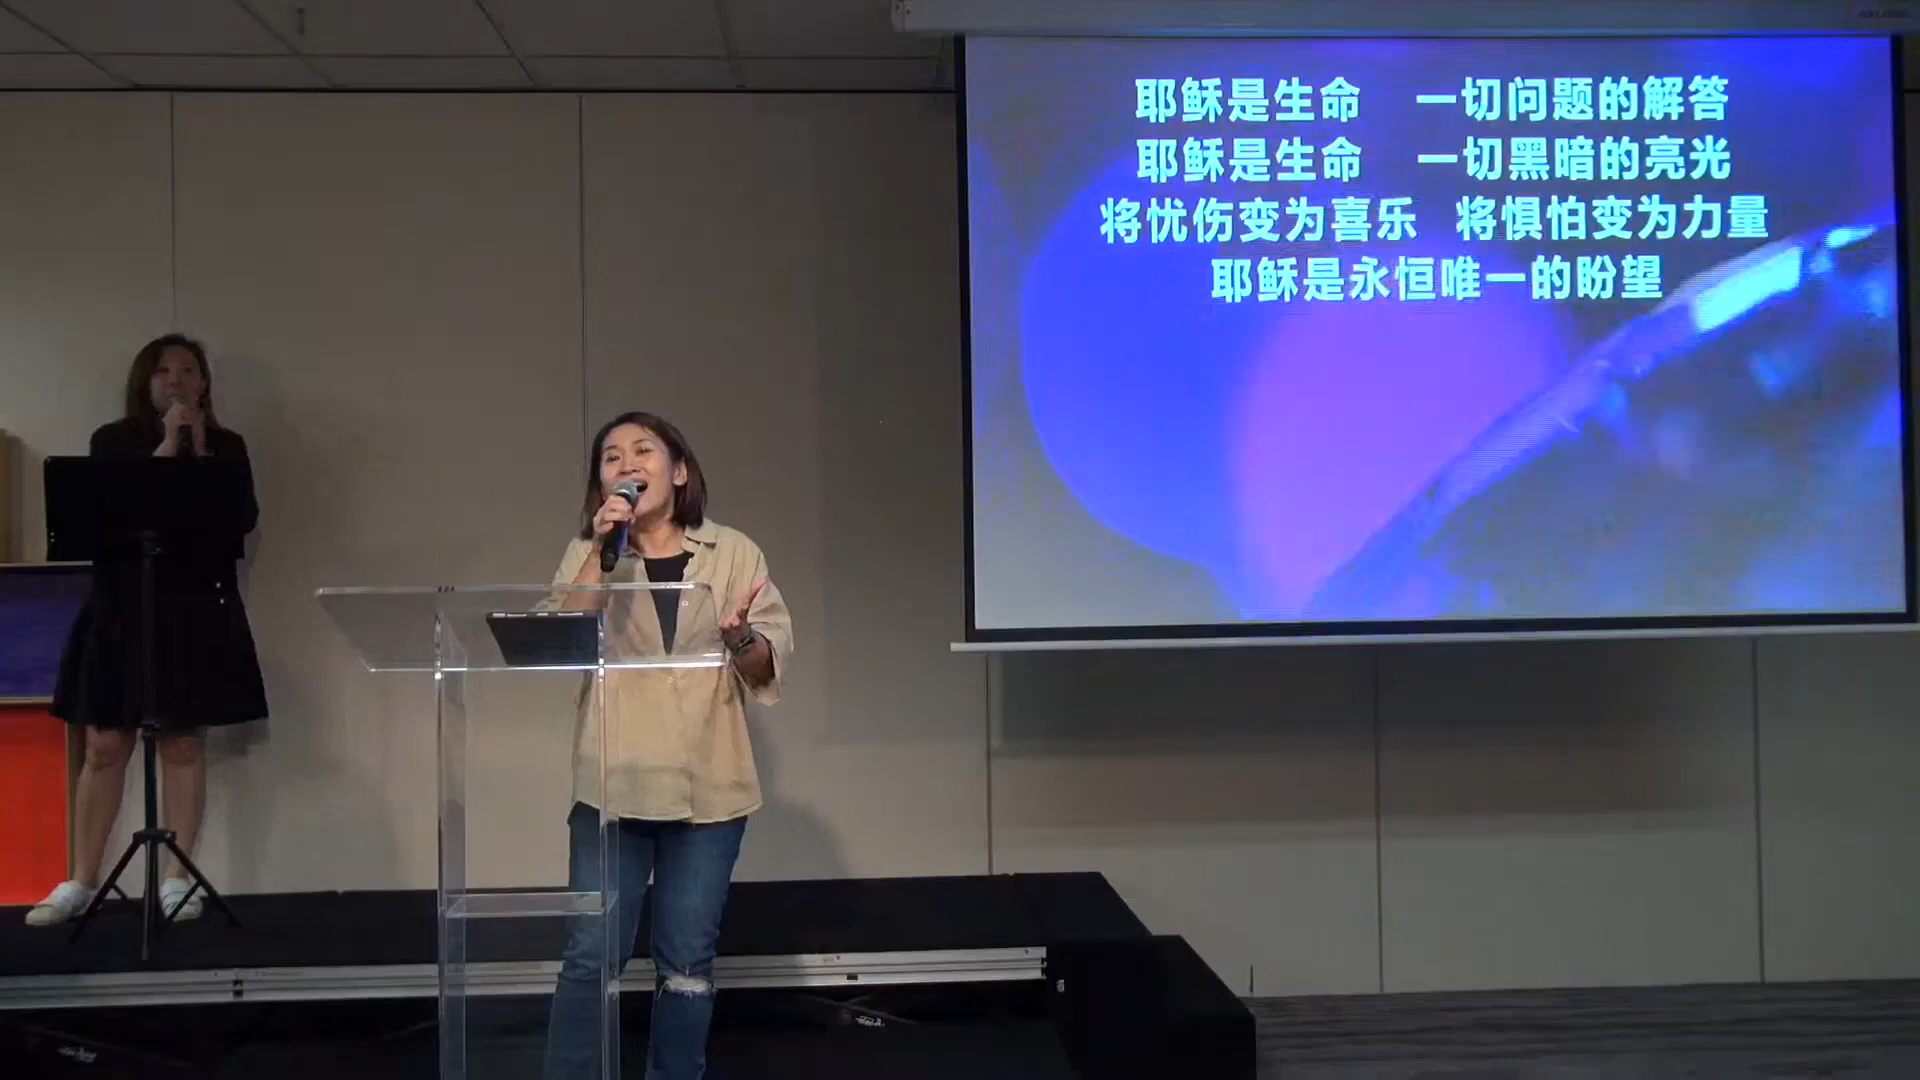 耶稣是生命 一切问题的解答
耶稣是生命 一切黑暗的亮光
将忧伤变为喜乐 将惧怕变为力量
耶稣是永恒唯一的盼望